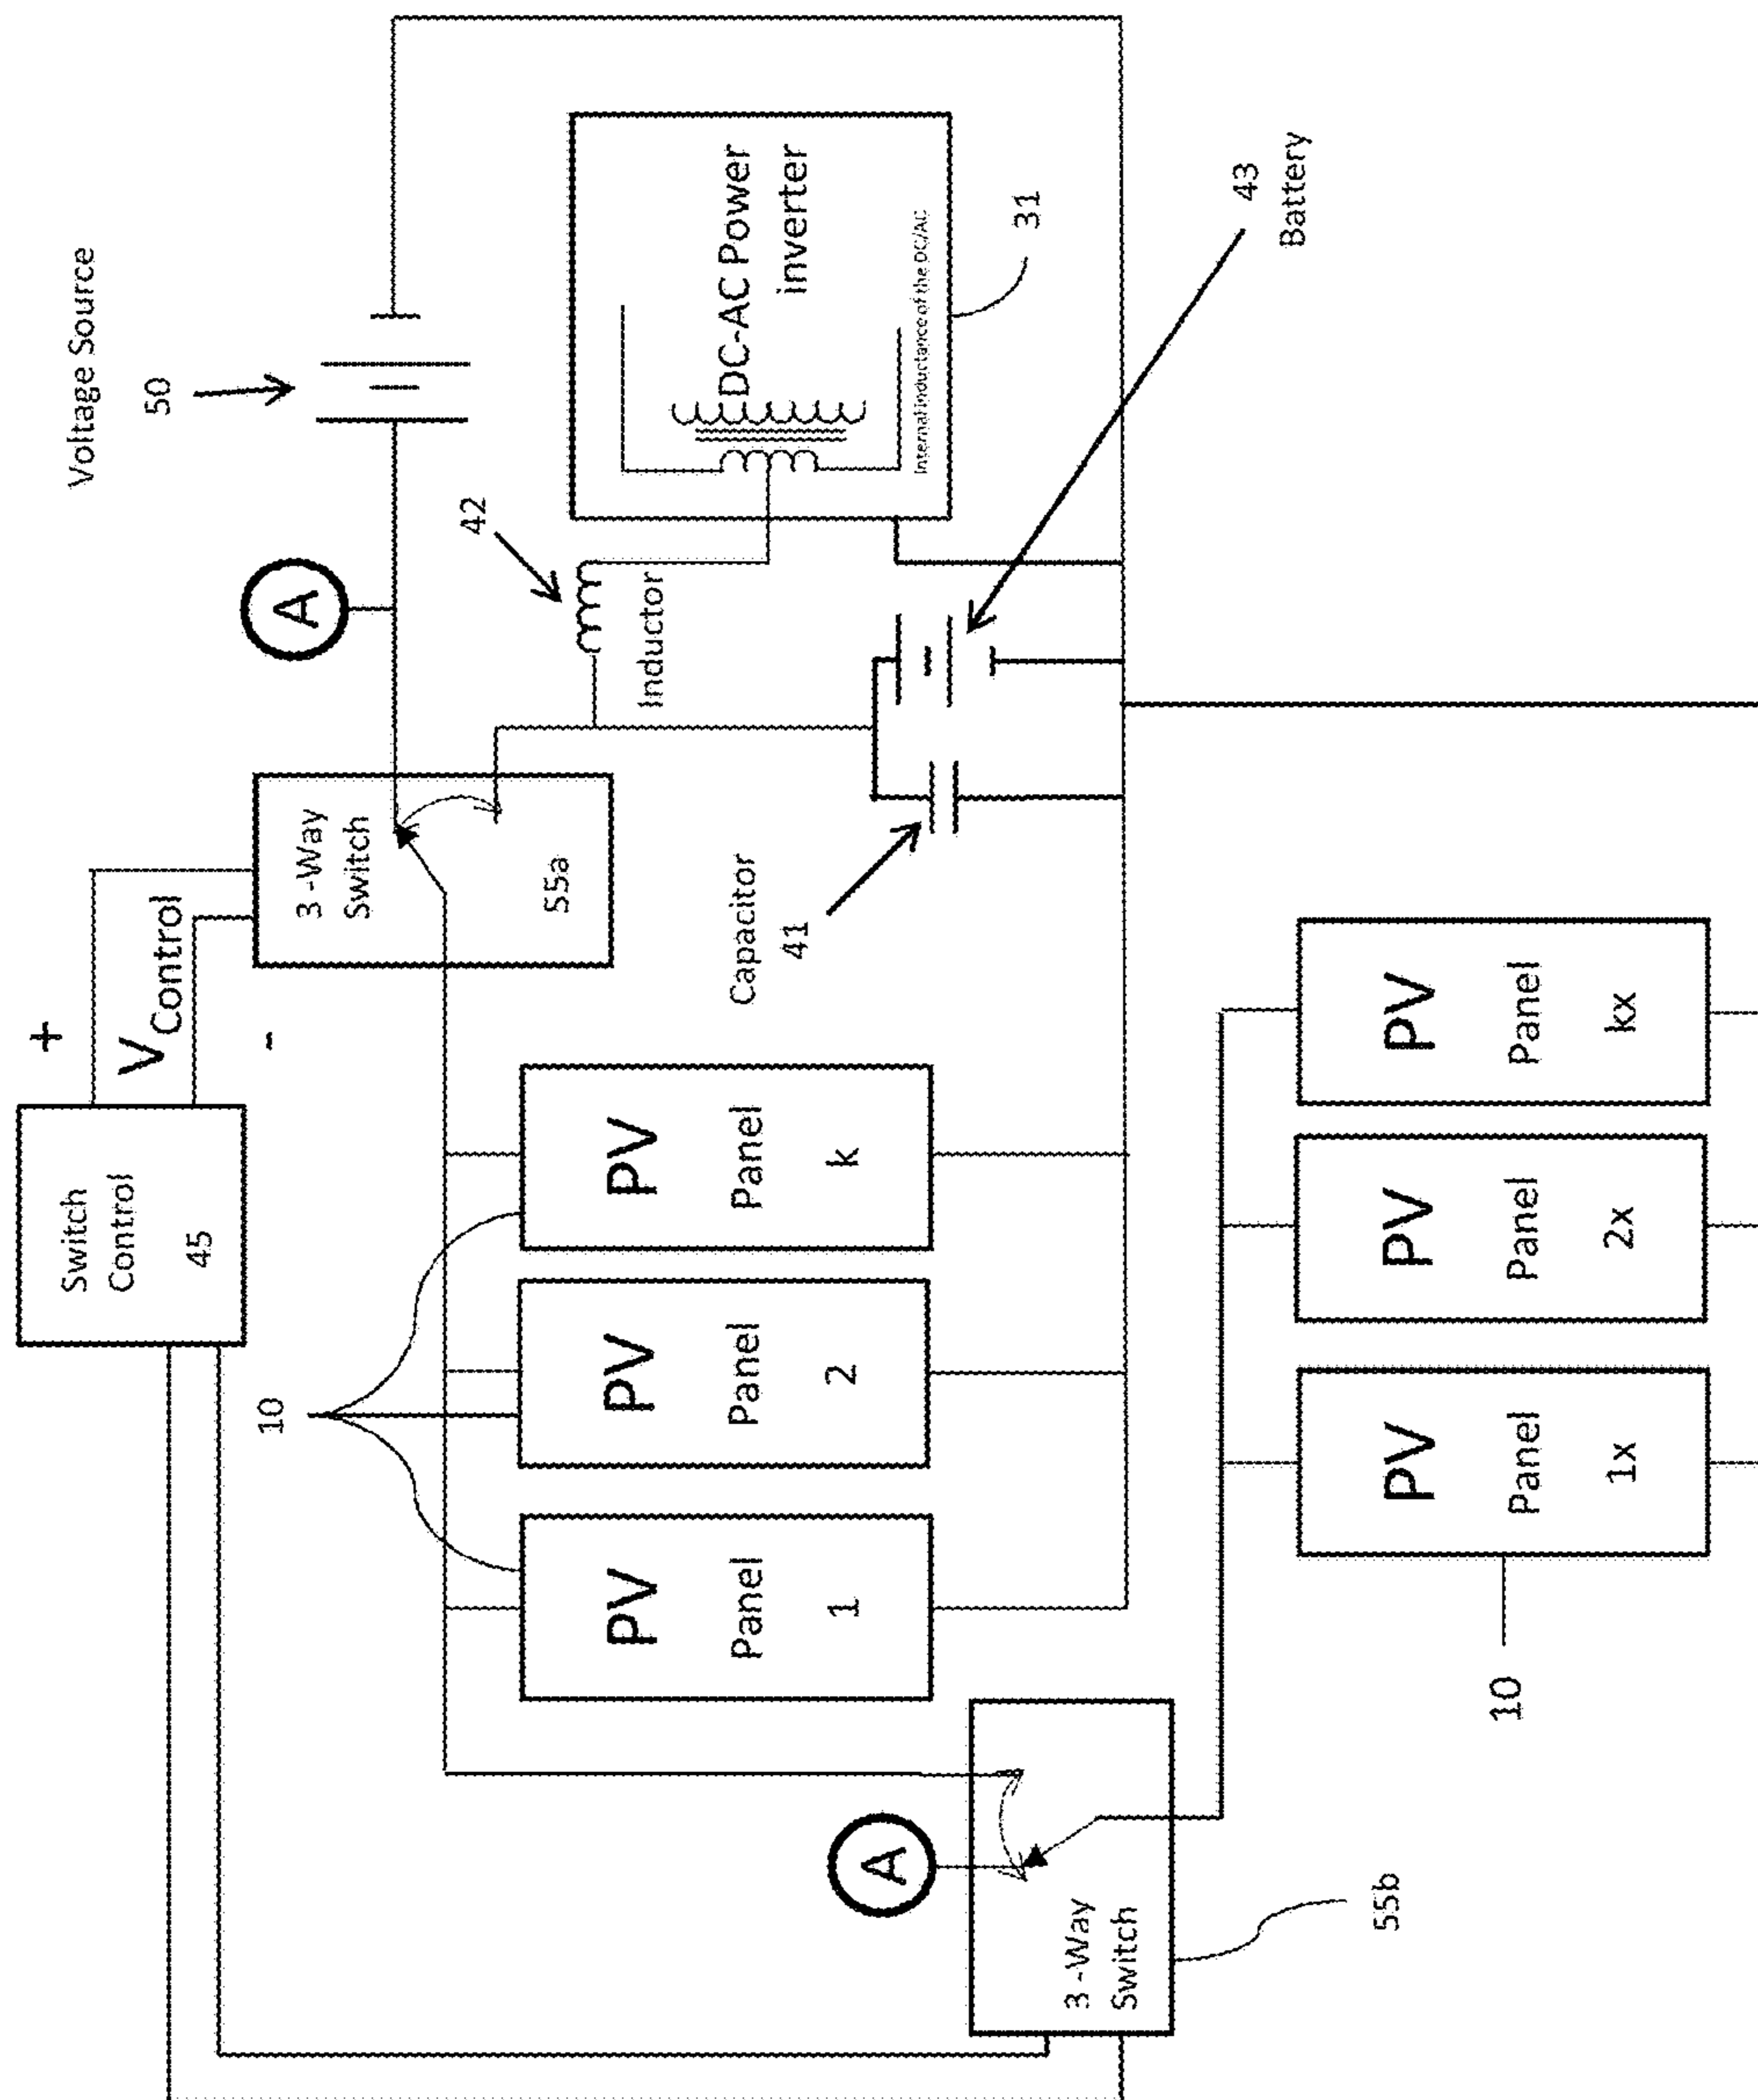 Switch
Control
45
+
V Control
-
3 -Way
Switch
55a
Voltage Source
50
A
42
Inductor
DC-AC Power
inverter
Internal inductance of the DC/AC
31
43
Battery
Capacitor
41
10
PV
Panel
1
PV
Panel
2
PV
Panel
k
A
3 -Way
Switch
55b
10
PV
Panel
1x
PV
Panel
2x
PV
Panel
kx